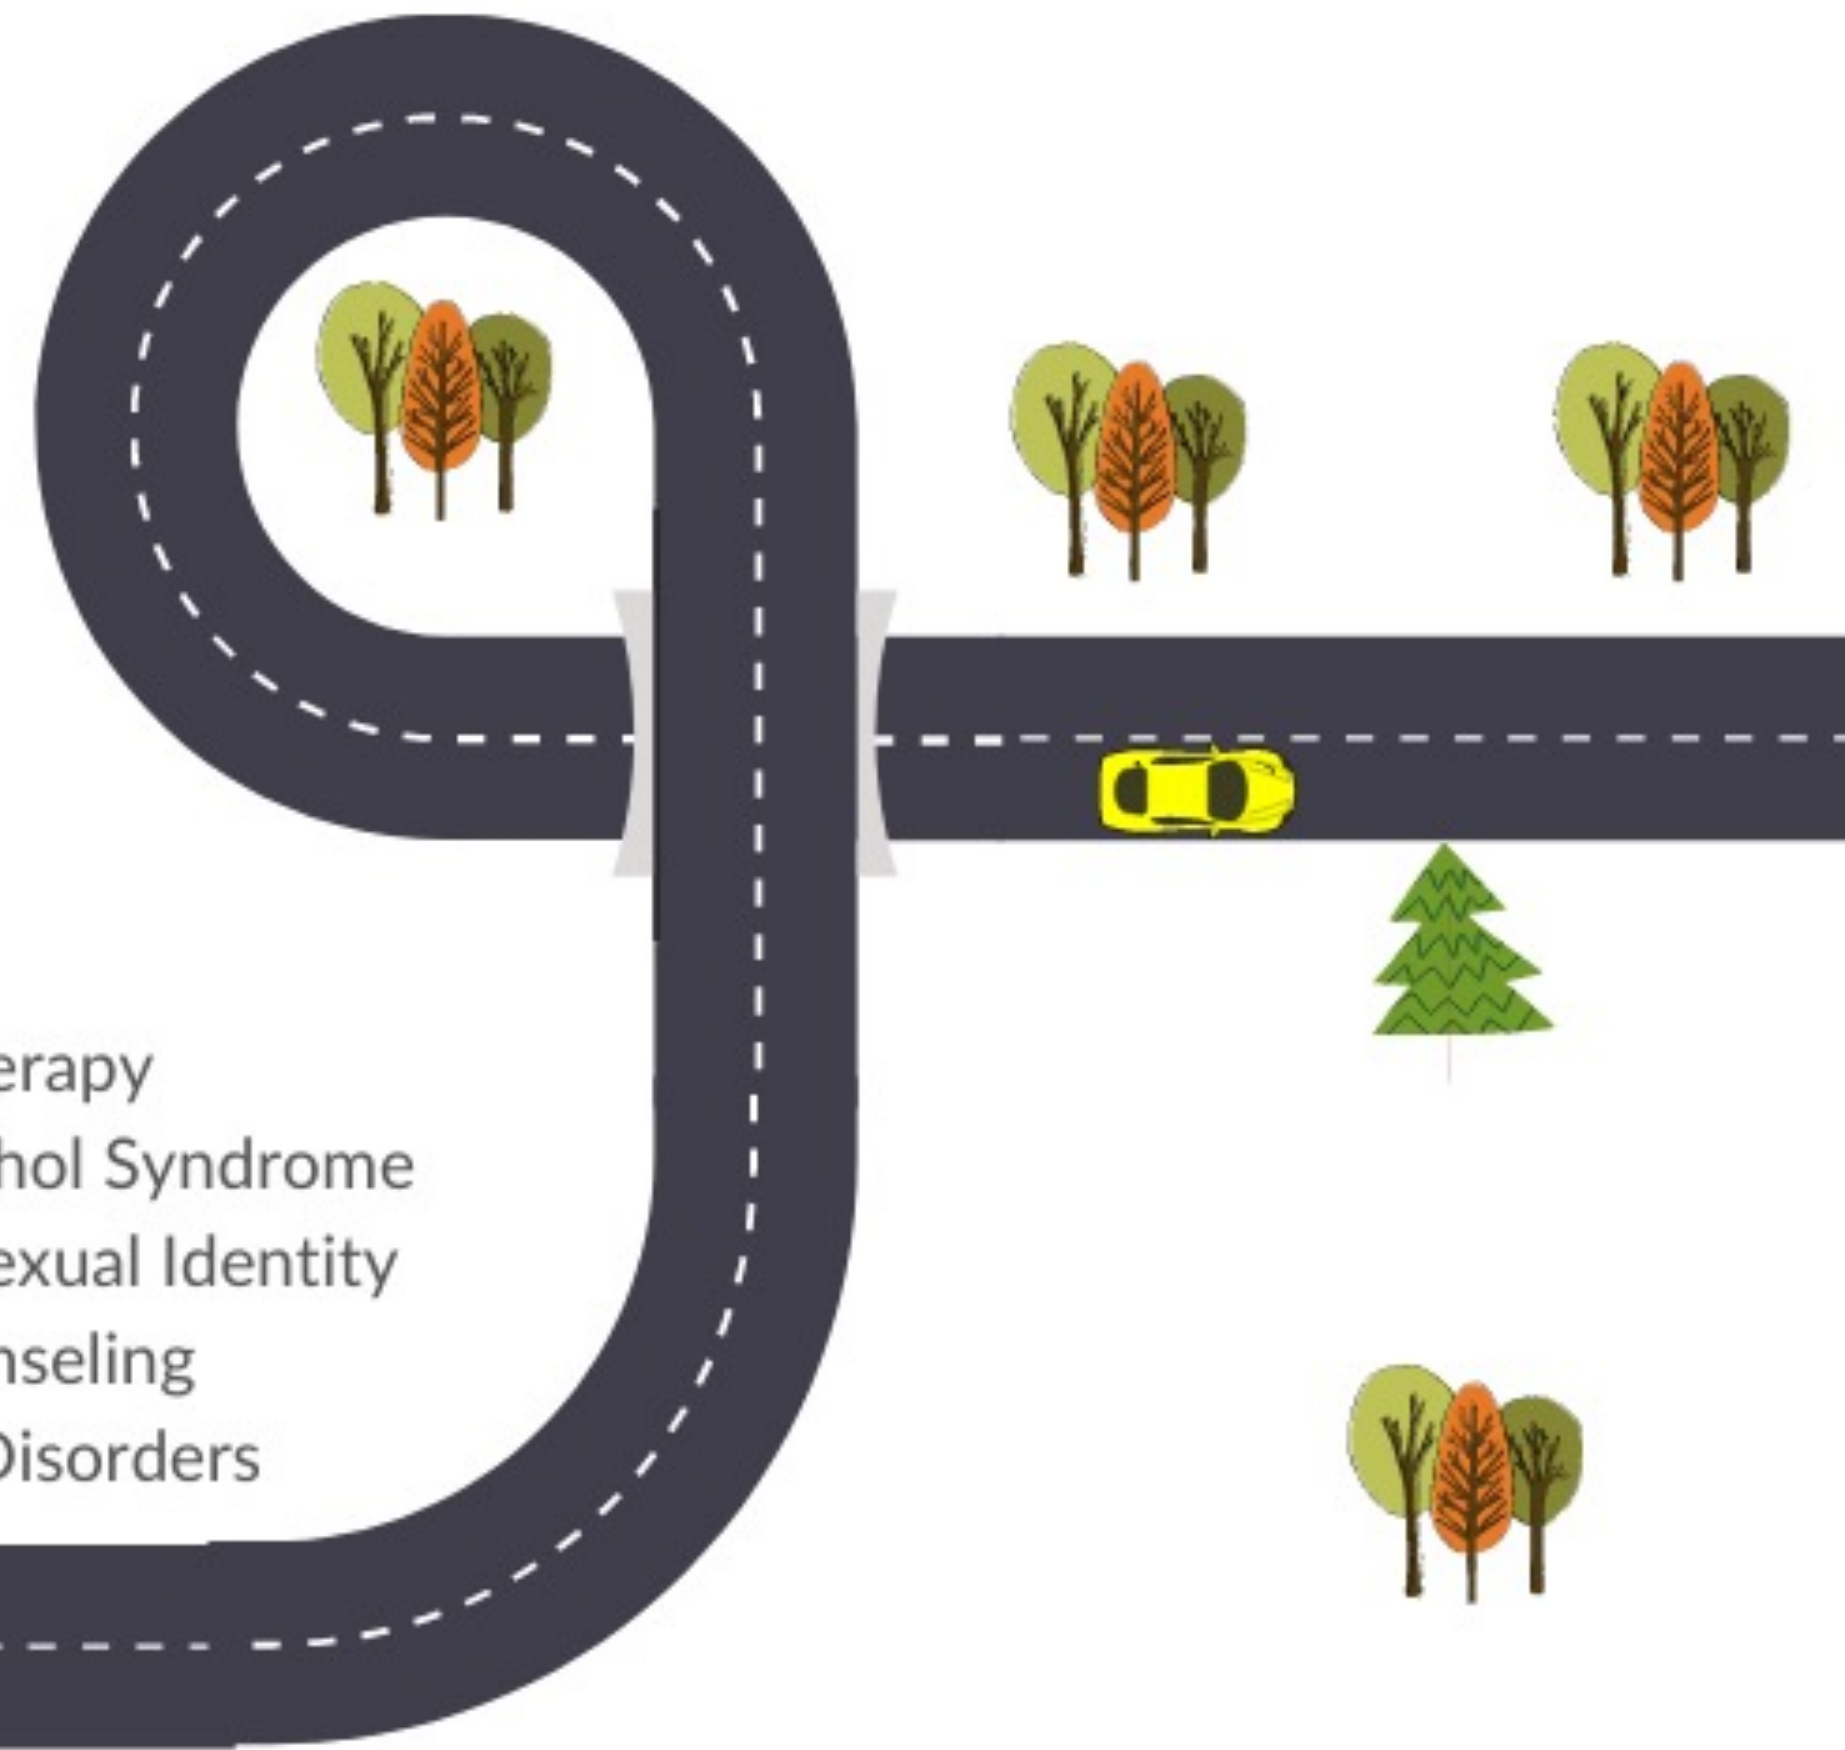 erapy
hol Syndrome
exual Identity
nseling
Disorders